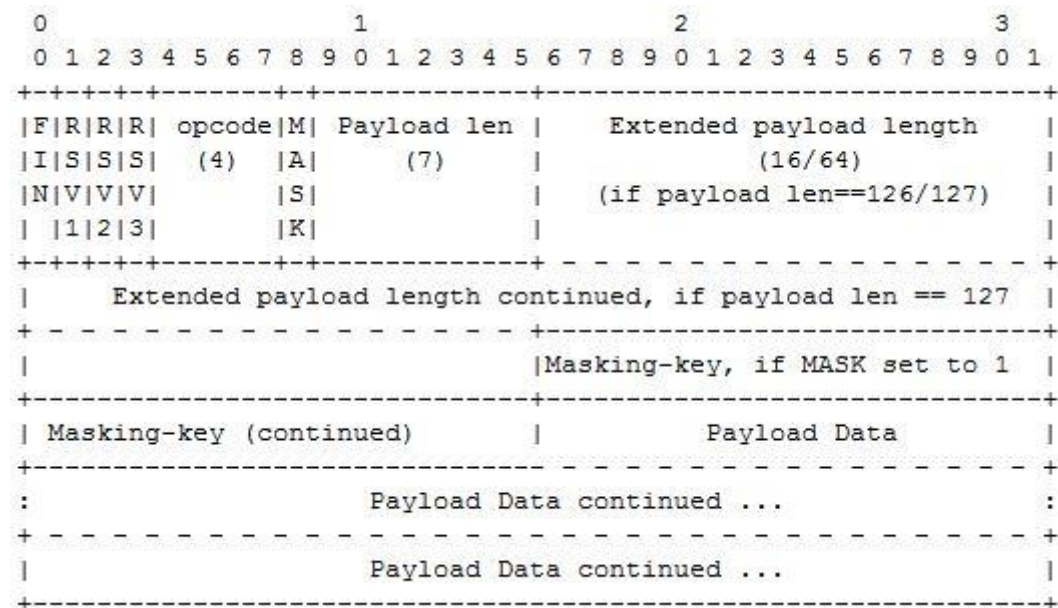 0                   1                   2                   3
 0 1 2 3 4 5 6 7 8 9 0 1 2 3 4 5 6 7 8 9 0 1 2 3 4 5 6 7 8 9 0 1
+-+-+-+-+-------+-+-------------+-------------------------------+
|F|R|R|R| opcode|M| Payload len |    Extended payload length    |
|I|S|S|S|  (4)  |A|     (7)     |             (16/64)           |
|N|V|V|V|       |S|             |   (if payload len==126/127)   |
| |1|2|3|       |K|             |                               |
+-+-+-+-+-------+-+-------------+ - - - - - - - - - - - - - - - +
|     Extended payload length continued, if payload len == 127  |
+ - - - - - - - - - - - - - - - +-------------------------------+
|                               |Masking-key, if MASK set to 1  |
+-------------------------------+-------------------------------+
| Masking-key (continued)       |          Payload Data         |
+-------------------------------- - - - - - - - - - - - - - - - +
:                     Payload Data continued ...                :
+ - - - - - - - - - - - - - - - - - - - - - - - - - - - - - - - +
|                     Payload Data continued ...                |
+---------------------------------------------------------------+